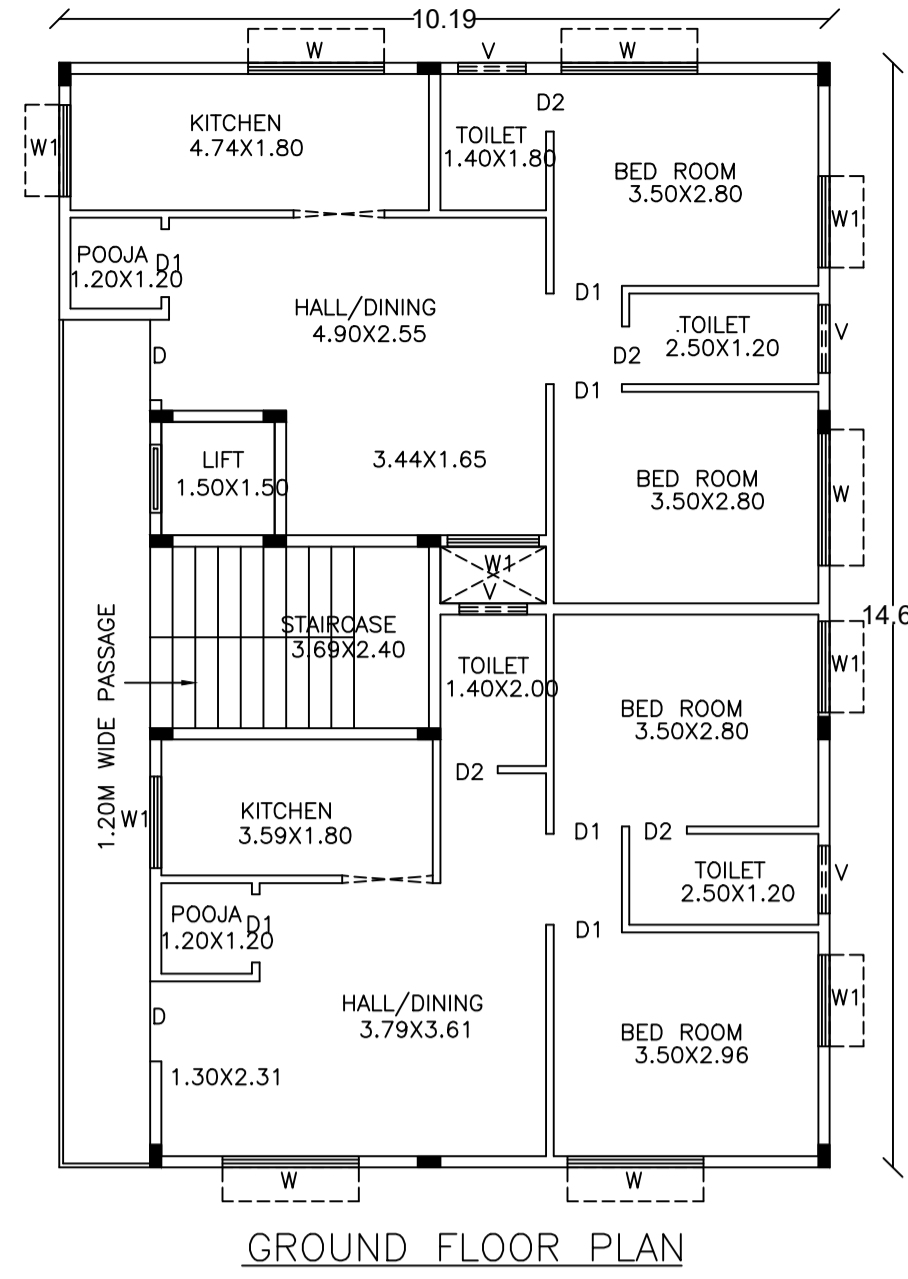 10.19
W
V
W
D2
KITCHEN
4.74X1.80
TOILET
1.40X1.80
W1
BED ROOM
3.50X2.80
W1
POOJA
1.20X1.20
D1
HALL/DINING
4.90X2.55
D1
TOILET
2.50X1.20
V
D
D2
D1
LIFT
1.50X1.50
3.44X1.65
BED ROOM
3.50X2.80
W
W1
V
14.6
STAIRCASE
3.69X2.40
1.20M WIDE PASSAGE
TOILET
1.40X2.00
W1
BED ROOM
3.50X2.80
D2
KITCHEN
3.59X1.80
W1
D1
D2
TOILET
2.50X1.20
V
POOJA
1.20X1.20
D1
D1
HALL/DINING
3.79X3.61
W1
D
BED ROOM
3.50X2.96
1.30X2.31
W
W
GROUND FLOOR PLAN